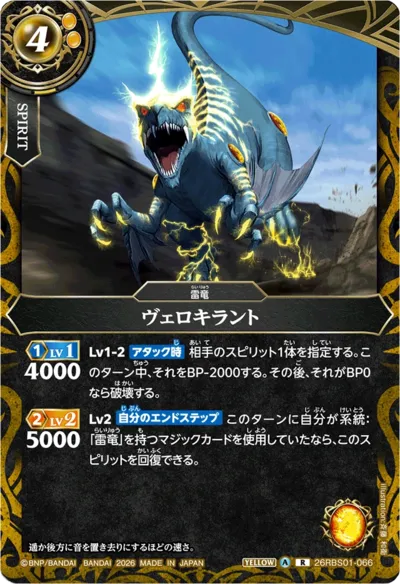 4
SPIRIT
らいりゅう
雷竜
ヴェロキラント
1 LV1
4000
Lv1-2 アタック時 相手のスピリット1体を指定する。こ
のターン中、それをBP-2000する。その後、それがBP0
なら破壊する。
2 LV2
5000
Lv2 自分のエンドステップ このターンに自分が系統:
「雷竜」を持つマジックカードを使用していたなら、このス
ピリットを回復できる。
遥か後方に音を置き去りにするほどの速さ。
©BNP/BANDAI BANDAI 2026 MADE IN JAPAN
YELLOW A R 26RBS01-066